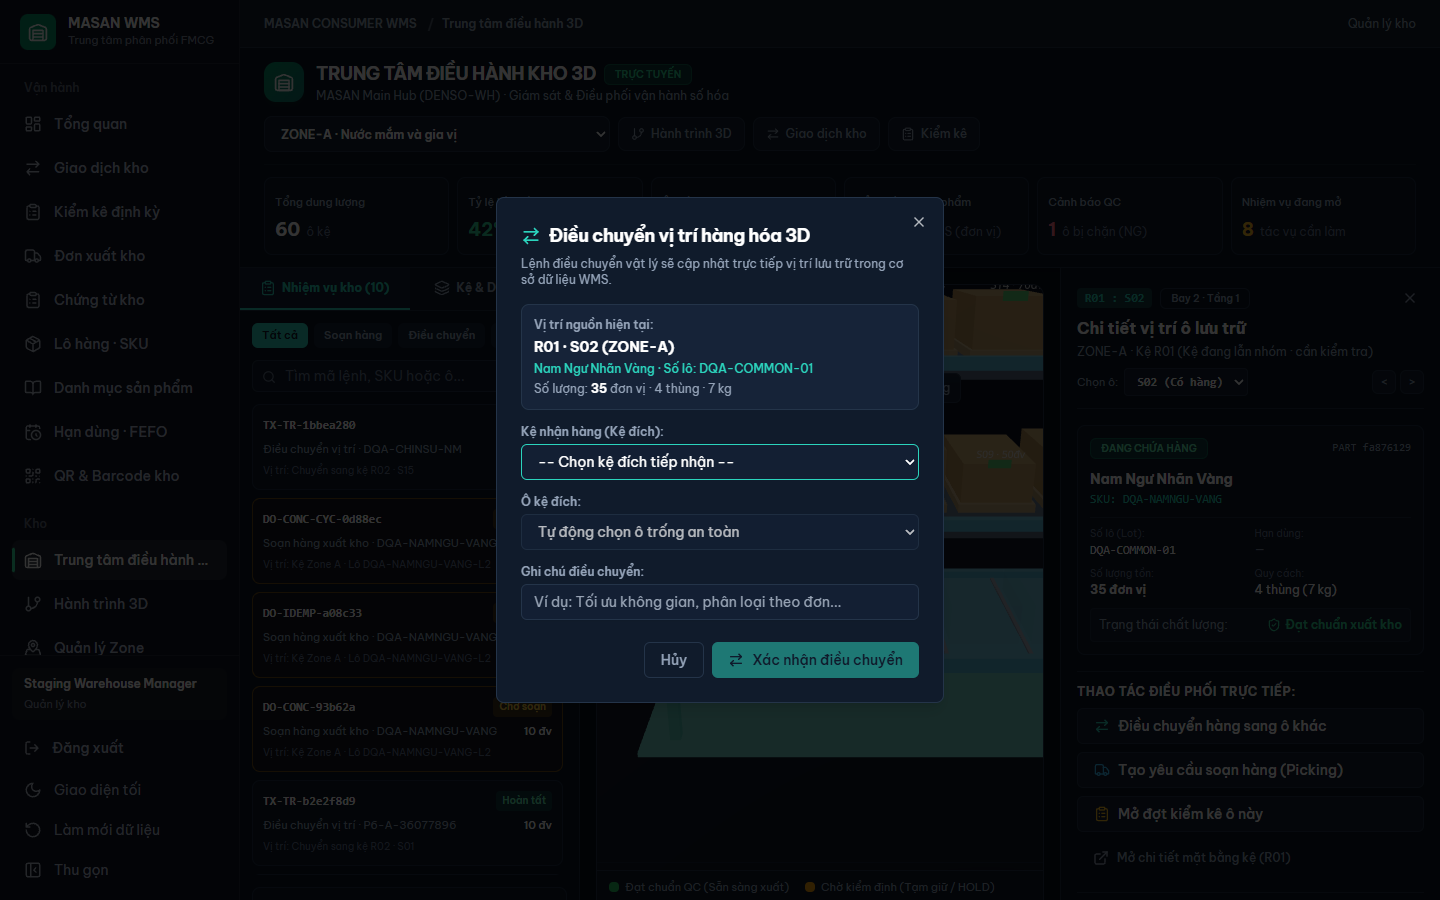 MASAN WMS
Trung tâm phân phối FMCG
Vận hành
Tổng quan
Giao dịch kho
Kiểm kê định kỳ
Đơn xuất kho
Chứng từ kho
Lô hàng · SKU
Danh mục sản phẩm
Hạn dùng · FEFO
QR & Barcode kho
Kho
Trung tâm điều hành ...
Hành trình 3D
Quản lý Zone
Staging Warehouse Manager
Quản lý kho
Đăng xuất
Giao diện tối
Làm mới dữ liệu
Thu gọn
MASAN CONSUMER WMS / Trung tâm điều hành 3D
Quản lý kho
TRUNG TÂM ĐIỀU HÀNH KHO 3D TRỰC TUYẾN
MASAN Main Hub (DENSO-WH) · Giám sát & Điều phối vận hành số hóa
ZONE-A · Nước mắm và gia vị
Hành trình 3D
Giao dịch kho
Kiểm kê
Tổng dung lượng
60 ô kệ
Tỷ lệ
42
phẩm
S (đơn vị)
Cảnh báo QC
1 ô bị chặn (NG)
Nhiệm vụ đang mở
8 tác vụ cần làm
Nhiệm vụ kho (10)
Kệ & D
Tất cả
Soạn hàng
Điều chuyển
Tìm mã lệnh, SKU hoặc ô...
TX-TR-1bbea280
Điều chuyển vị trí · DQA-CHINSU-NM
Vị trí: Chuyển sang kệ R02 · S15
DO-CONC-CYC-0d88ec
Soạn hàng xuất kho · DQA-NAMNGU-VANG
Vị trí: Kệ Zone A · Lô DQA-NAMNGU-VANG-L2
DO-IDEMP-a08c33
Soạn hàng xuất kho · DQA-NAMNGU-VANG
Vị trí: Kệ Zone A · Lô DQA-NAMNGU-VANG-L2
DO-CONC-93b62a
Chờ soạn
Soạn hàng xuất kho · DQA-NAMNGU-VANG
10 đv
Vị trí: Kệ Zone A · Lô DQA-NAMNGU-VANG-L2
TX-TR-b2e2f8d9
Hoàn tất
Điều chuyển vị trí · P6-A-36077896
10 đv
Vị trí: Chuyển sang kệ R02 · S01
Điều chuyển vị trí hàng hóa 3D
Lệnh điều chuyển vật lý sẽ cập nhật trực tiếp vị trí lưu trữ trong cơ
sở dữ liệu WMS.
Vị trí nguồn hiện tại:
R01 · S02 (ZONE-A)
Nam Ngư Nhãn Vàng · Số lô: DQA-COMMON-01
Số lượng: 35 đơn vị · 4 thùng · 7 kg
Kệ nhận hàng (Kệ đích):
-- Chọn kệ đích tiếp nhận --
Ô kệ đích:
Tự động chọn ô trống an toàn
Ghi chú điều chuyển:
Ví dụ: Tối ưu không gian, phân loại theo đơn...
Hủy
Xác nhận điều chuyển
Đạt chuẩn QC (Sẵn sàng xuất)
Chờ kiểm định (Tạm giữ / HOLD)
R01 : S02
Bay 2 · Tầng 1
Chi tiết vị trí ô lưu trữ
ZONE-A · Kệ R01 (Kệ đang lẫn nhóm · cần kiểm tra)
Chọn ô:
S02 (Có hàng)
<
>
ĐANG CHỨA HÀNG
PART fa876129
Nam Ngư Nhãn Vàng
SKU: DQA-NAMNGU-VANG
Số lô (Lot):
Hạn dùng:
DQA-COMMON-01
—
Số lượng tồn:
Quy cách:
35 đơn vị
4 thùng (7 kg)
Trạng thái chất lượng:
Đạt chuẩn xuất kho
THAO TÁC ĐIỀU PHỐI TRỰC TIẾP:
Điều chuyển hàng sang ô khác
Tạo yêu cầu soạn hàng (Picking)
Mở đợt kiểm kê ô này
Mở chi tiết mặt bằng kệ (R01)